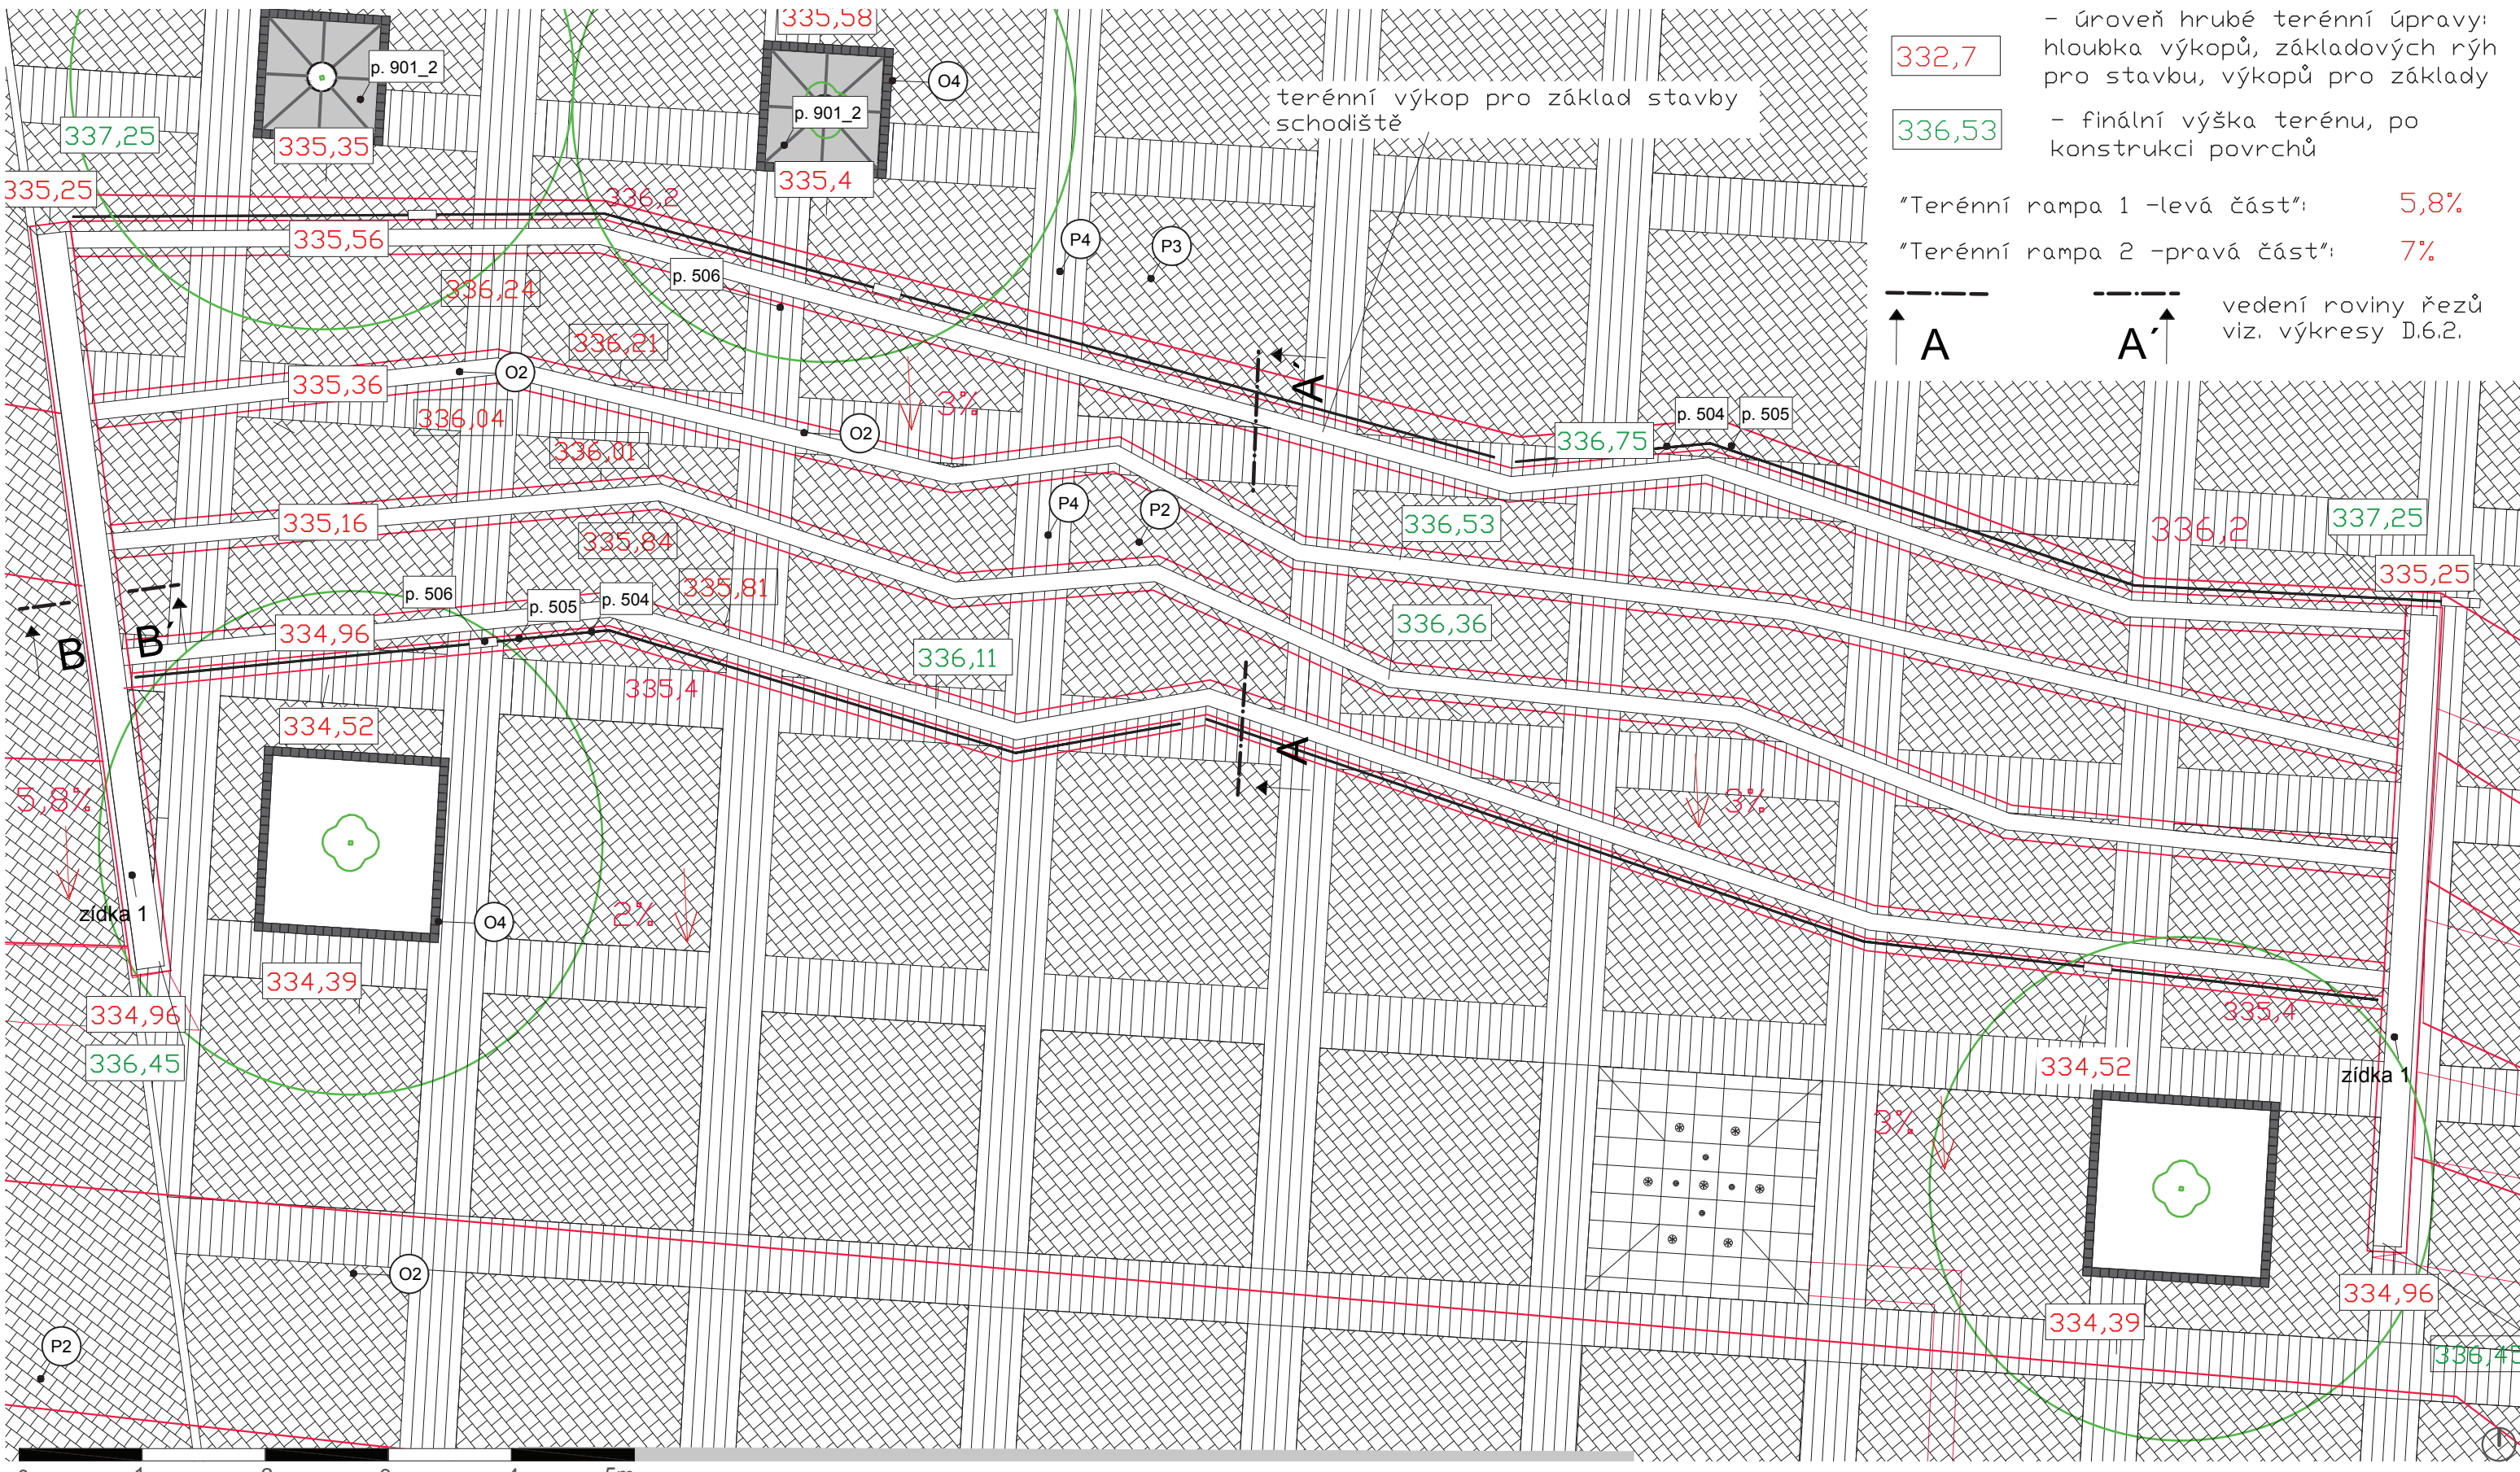 335,58
- úroveň hrubé terénní úpravy:
332,7
hloubka výkopů, základových rýh
pro stavbu, výkopů pro základy
336,53
- finální výška terénu, po
konstrukci povrchů
"Terénní rampa 1 -levá část": 5,8%
"Terénní rampa 2 -pravá část": 7%
A A´
vedení roviny řezů
viz. výkresy D.6.2.
p. 901_2
O4
terénní výkop pro základ stavby
schodiště
p. 901_2
337,25
335,35
335,4
335,25
336,2
335,56
P4
P3
p. 506
336,24
336,21
335,36
O2
A´
336,04
3%
O2
336,01
p. 504
p. 505
336,75
335,16
P4
P2
336,53
337,25
336,2
335,84
335,25
p. 506
335,81
p. 505
p. 504
336,36
334,96
B
B´
336,11
335,4
334,52
A
5,8%
3%
zídka 1
2%
O4
334,39
334,96
335,4
336,45
334,52
zídka 1
3%
O2
334,96
334,39
P2
336,45
1
2
3
4
5m